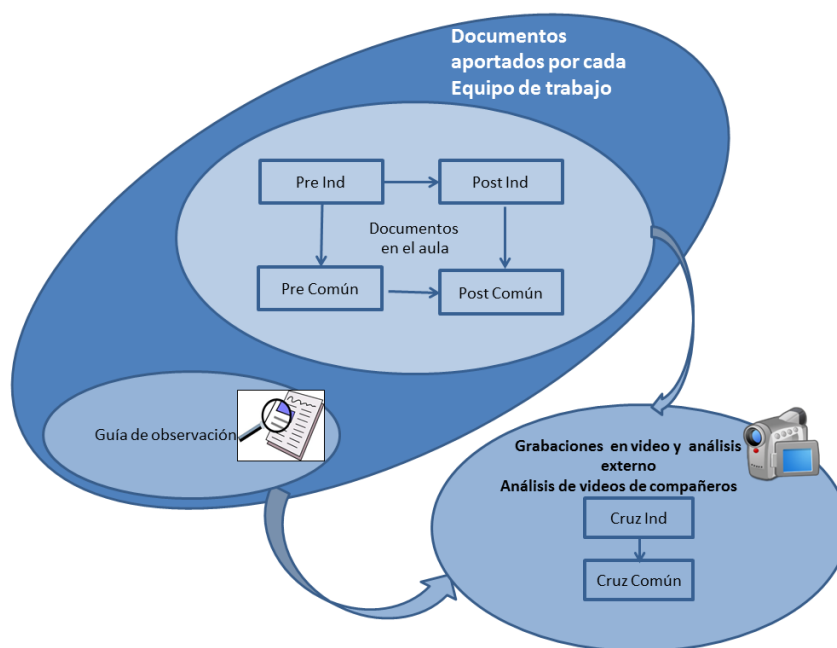 Documentos
aportados por cada
Equipo de trabajo
Pre Ind
Post Ind
Documentos
en el aula
Pre Común
Post Común
Guía de observación
Grabaciones en video y análisis
externo
Análisis de videos de compañeros
Cruz Ind
Cruz Común